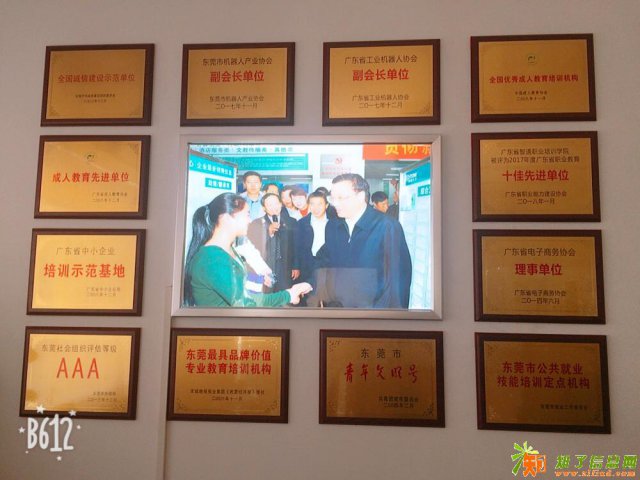 全国诚信建设示范单位
东莞市机器人产业协会
副会长单位
东莞市机器人产业协会
二〇一七年十一月
广东省工业机器人协会
副会长单位
广东省工业机器人协会
二〇一七年十二月
全国优秀成人教育培训机构
成人教育先进单位
广东省智通职业培训学院
被评为2017年度广东省职业教育
十佳先进单位
广东省职业能力建设协会
二〇一八年一月
广东省中小企业
培训示范基地
广东省电子商务协会
理事单位
广东省电子商务协会
二〇一四年六月
东莞社会组织评估等级
AAA
东莞最具品牌价值
专业教育培训机构
东莞市
青年文明号
东莞市公共就业
技能培训定点机构
B612
知了信息网